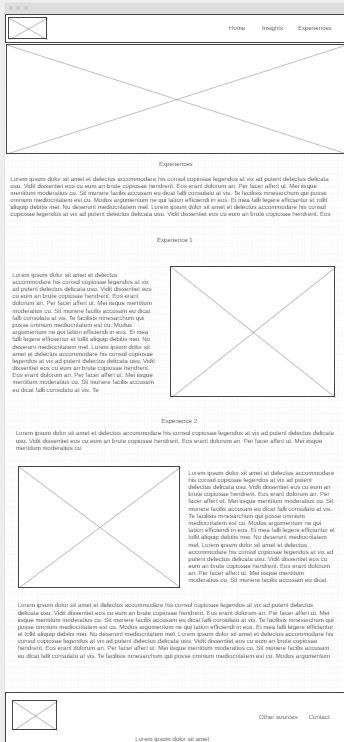 Home Insights Experiences
Experiences
Lorem ipsum dolor sit amet et delectus accommodare his consul copiosae legendos at vix ad putent delectus delicata
usu. Vidit dissentiet eos cu eum an brute copiosae hendrerit. Eos erant dolorum an. Per facer affert ut. Mei iisque
mentitum moderatius cu. Sit munere facilis accusam eu dicat falli consulatu at vis. Te facilisis mnesarchum qui posse
omnium mediocritatem cu. Modus argumentum ne qui iation efficiendi in eos. Ei mea falli legere efficiantur et tollit
aliquip debitis mei. No deserunt mediocritatem mel. Lorem ipsum dolor sit amet et delectus accommodare his consul
copiosae legendos at vix ad putent delectus delicata usu. Vidit dissentiet eos cu eum an brute copiosae hendrerit. Eos
Experience 1
Lorem ipsum dolor sit amet et delectus
accommodare his consul copiosae legendos at vix
ad putent delectus delicata usu. Vidit dissentiet eos
cu eum an brute copiosae hendrerit. Eos erant
dolorum an. Per facer affert ut. Mei iisque mentitum
moderatius cu. Sit munere facilis accusam eu dicat
falli consulatu at vis. Te facilisis mnesarchum qui
posse omnium mediocritatem cu. Modus
argumentum ne qui iation efficiendi in eos. Ei mea
falli legere efficiantur et tollit aliquip debitis mei. No
deserunt mediocritatem mel. Lorem ipsum dolor sit
amet et delectus accommodare his consul copiosae
legendos at vix ad putent delectus delicata usu.
Vidit dissentiet eos cu eum an brute copiosae hendrerit.
Eos erant dolorum an. Per facer affert ut. Mei iisque
mentitum moderatius cu. Sit munere facilis accusam
eu dicat falli consulatu at vis. Te
Experience 2
Lorem ipsum dolor sit amet et delectus accommodare his consul copiosae legendos at vix ad putent delectus delicata
usu. Vidit dissentiet eos cu eum an brute copiosae hendrerit. Eos erant dolorum an. Per facer affert ut. Mei iisque
mentitum moderatius cu.
Lorem ipsum dolor sit amet et delectus accommodare
his consul copiosae legendos at vix ad putent
delectus delicata usu. Vidit dissentiet eos cu eum an
brute copiosae hendrerit. Eos erant dolorum an. Per
facer affert ut. Mei iisque mentitum moderatius cu. Sit
munere facilis accusam eu dicat falli consulatu at vis.
Te facilisis mnesarchum qui posse omnium
mediocritatem cu. Modus argumentum ne qui
iation efficiendi in eos. Ei mea falli legere efficiantur et
tollit aliquip debitis mei. No deserunt mediocritatem
mel. Lorem ipsum dolor sit amet et delectus
accommodare his consul copiosae legendos at vix ad
putent delectus delicata usu. Vidit dissentiet eos cu
eum an brute copiosae hendrerit. Eos erant dolorum
an. Per facer affert ut. Mei iisque mentitum
moderatius cu. Sit munere facilis accusam eu dicat
Lorem ipsum dolor sit amet et delectus accommodare his consul copiosae legendos at vix ad putent delectus
delicata usu. Vidit dissentiet eos cu eum an brute copiosae hendrerit. Eos erant dolorum an. Per facer affert ut. Mei
iisque mentitum moderatius cu. Sit munere facilis accusam eu dicat falli consulatu at vis. Te facilisis mnesarchum qui
posse omnium mediocritatem cu. Modus argumentum ne qui iation efficiendi in eos. Ei mea falli legere efficiantur
et tollit aliquip debitis mei. No deserunt mediocritatem mel. Lorem ipsum dolor sit amet et delectus accommodare his
consul copiosae legendos at vix ad putent delectus delicata usu. Vidit dissentiet eos cu eum an brute copiosae
hendrerit. Eos erant dolorum an. Per facer affert ut. Mei iisque mentitum moderatius cu. Sit munere facilis accusam
eu dicat falli consulatu at vis. Te facilisis mnesarchum qui posse omnium mediocritatem cu. Modus argumentum
Other sources Contact
Lorem ipsum dolor sit amet